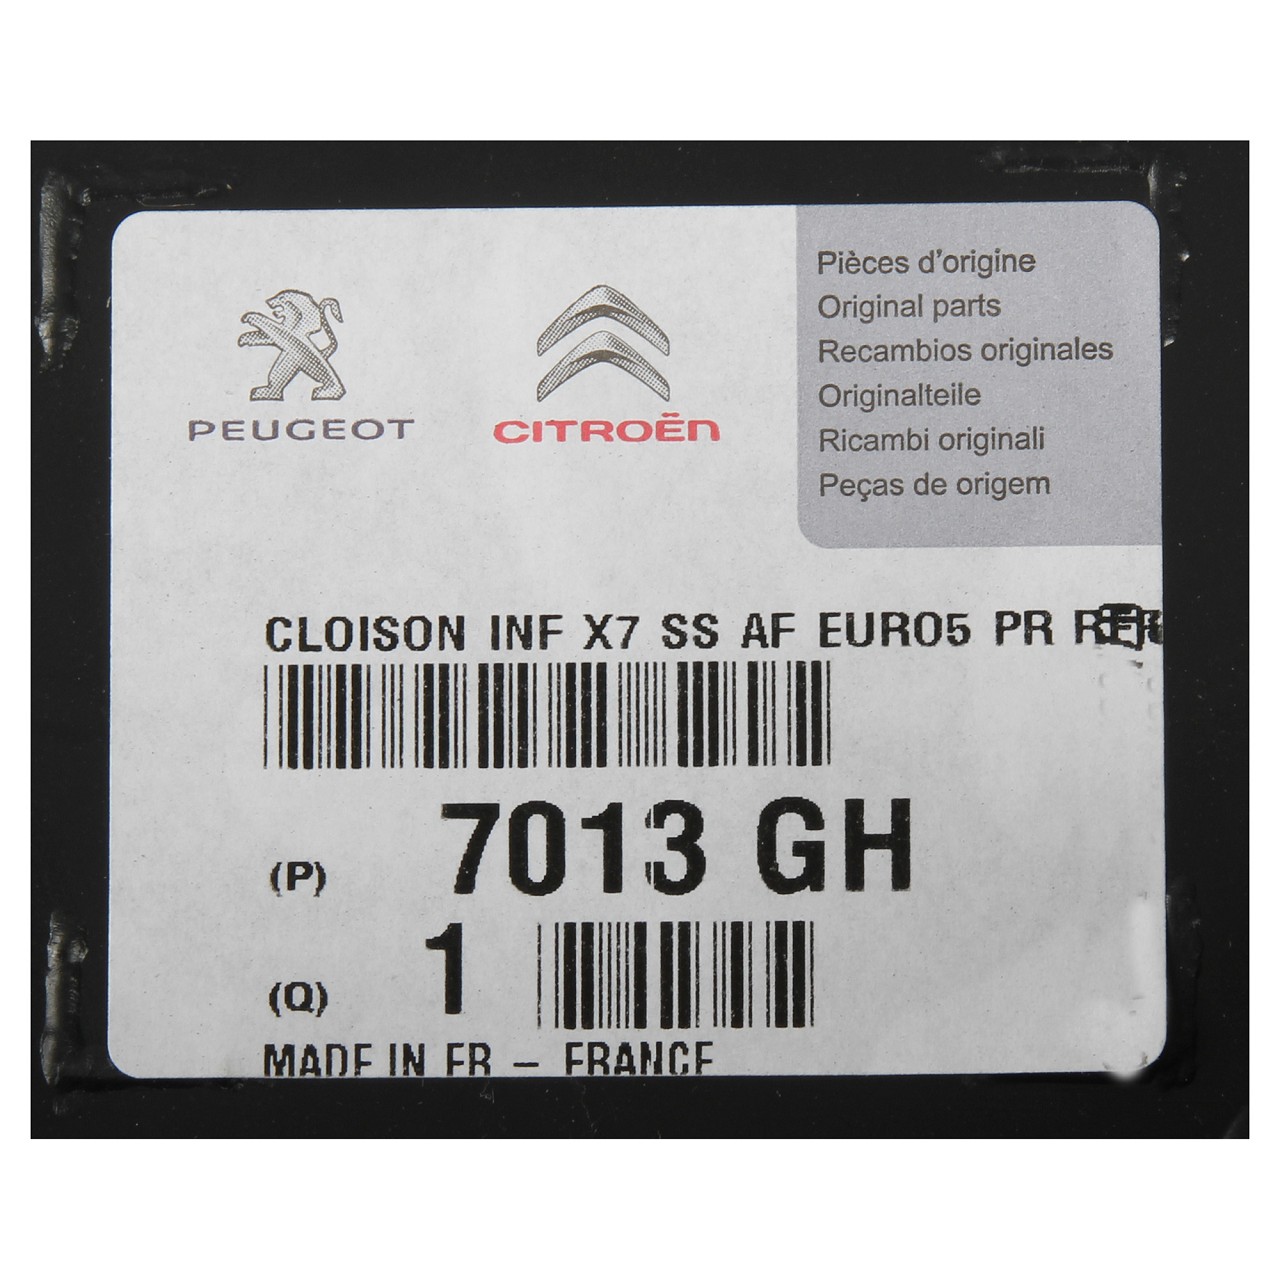 PEUGEOT
CITROËN
Pièces d'origine
Original parts
Recambios originales
Originalteile
Ricambi originali
Peças de origem
CLOISON INF X7 SS AF EURO5 PR
(P) 7013 GH
(Q) 1
MADE IN FR – FRANCE